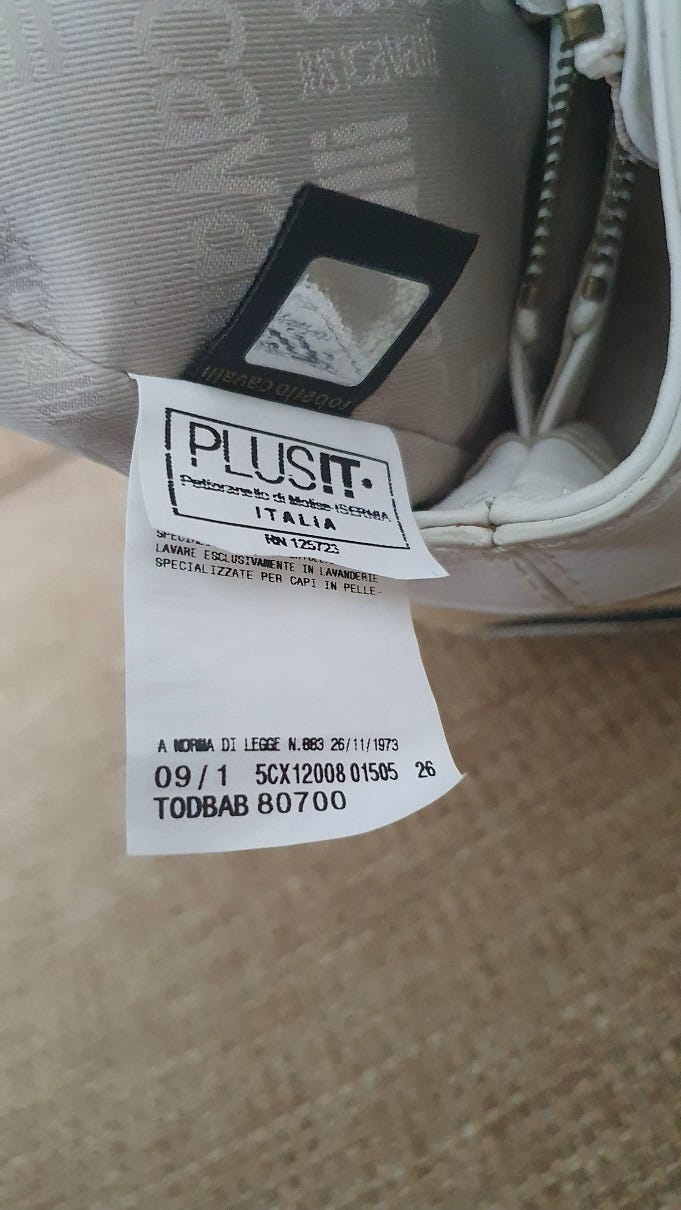 roberto cavalli
PLUSIT.
Pettoranello di Molise ISERNIA
ITALIA
RN 125723
LAVARE ESCLUSIVAMENTE IN LAVANDERIE
SPECIALIZZATE PER CAPI IN PELLE-
A NORMA DI LEGGE N.883 26/11/1973
09/1 5CX12008 01505 26
TODBAB 80700